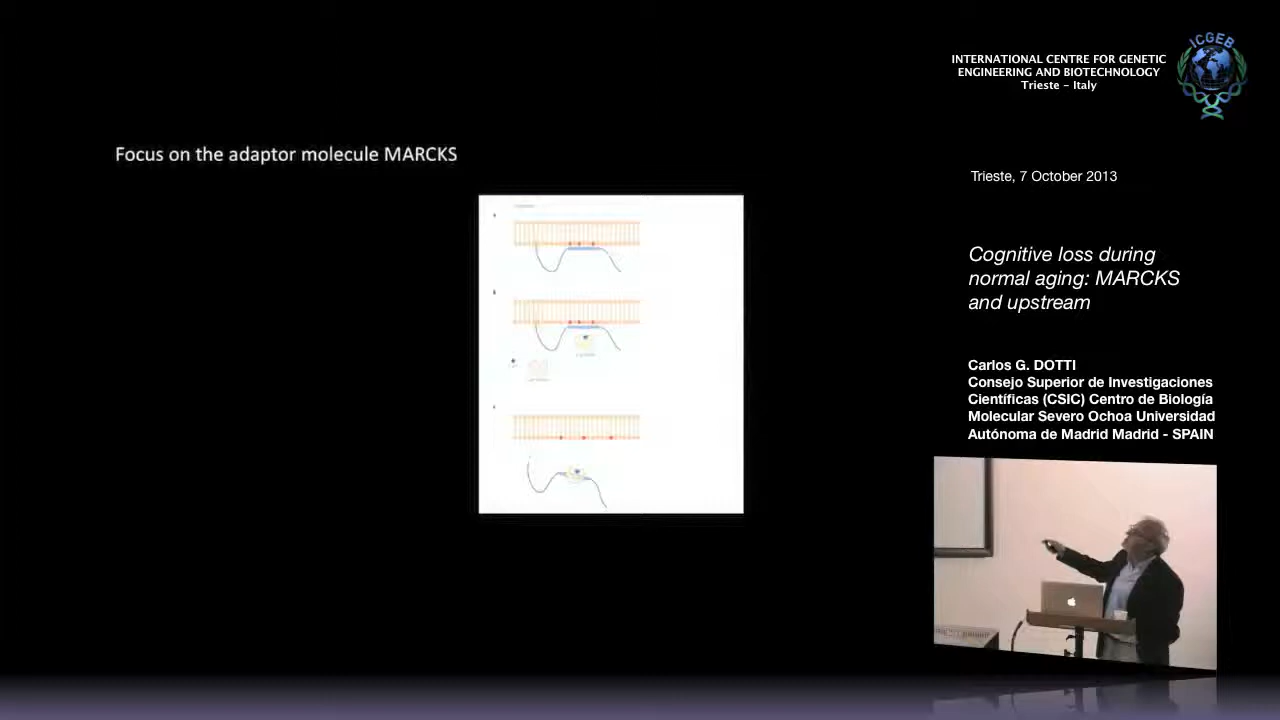 Focus on the adaptor molecule MARCKS
INTERNATIONAL CENTRE FOR GENETIC
ENGINEERING AND BIOTECHNOLOGY
Trieste – Italy
ICGEB
Trieste, 7 October 2013
Cognitive loss during
normal aging: MARCKS
and upstream
Carlos G. DOTTI
Consejo Superior de Investigaciones
Científicas (CSIC) Centro de Biología
Molecular Severo Ochoa Universidad
Autónoma de Madrid Madrid - SPAIN